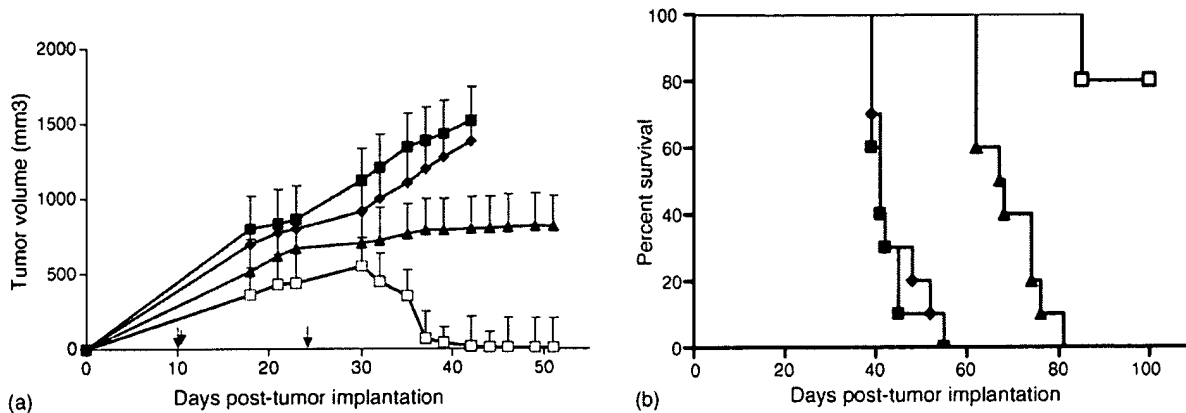 2000
1500
1000
500
0
Tumor volume (mm3)
0 10 20 30 40 50
Days post-tumor implantation
(a)
100
80
60
40
20
0
Percent survival
0 20 40 60 80 100
Days post-tumor implantation
(b)